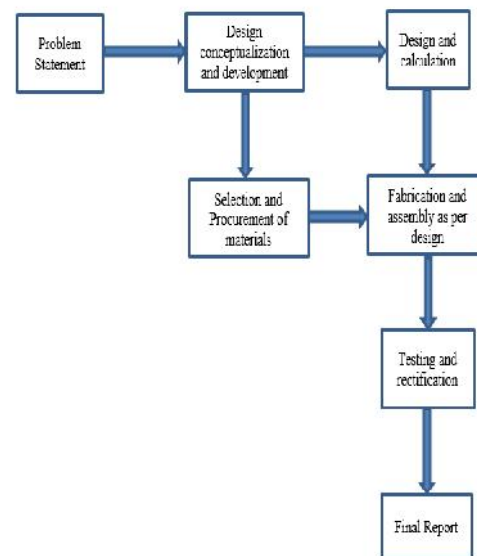 Problem
Statement
Design
conceptualization
and development
Design and
calculation
Selection and
Procurement of
materials
Fabrication and
assembly as per
design
Testing and
rectification
Final Report